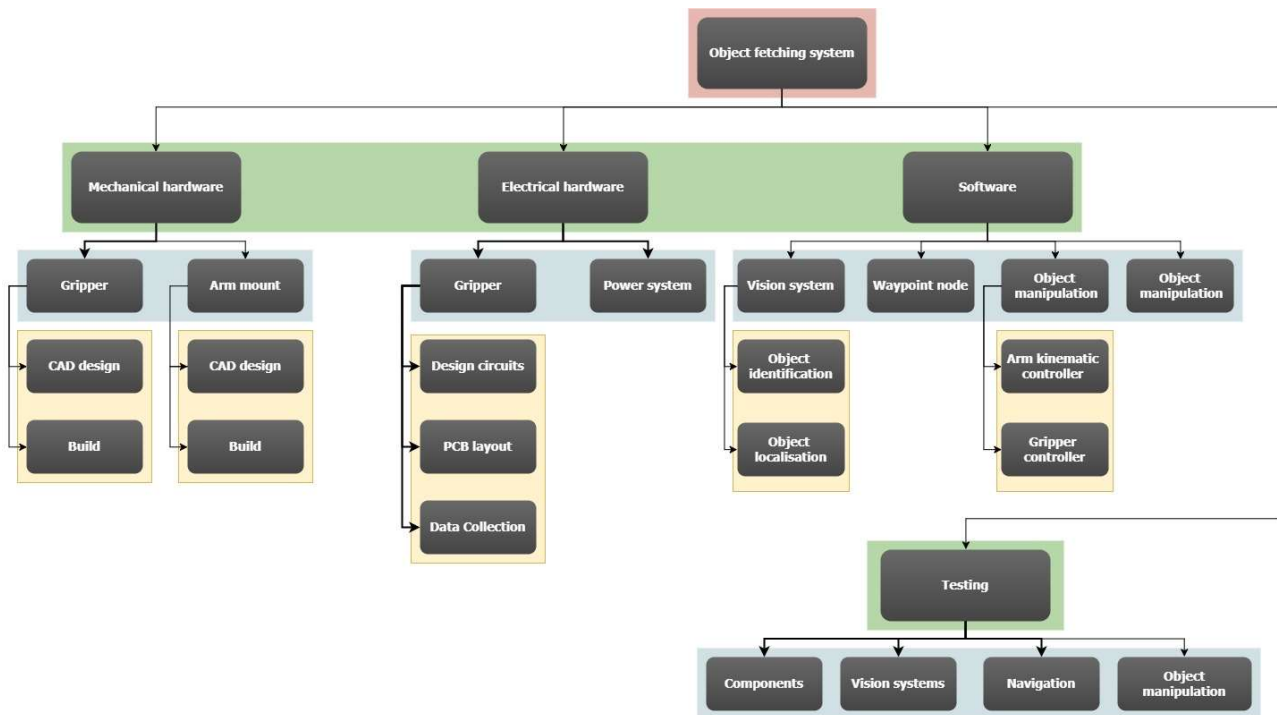 Object fetching system
Mechanical hardware
Electrical hardware
Software
Gripper
Arm mount
Gripper
Power system
Vision system
Waypoint node
Object
manipulation
Object
manipulation
CAD design
CAD design
Design circuits
Object
identification
Arm kinematic
controller
Build
Build
PCB layout
Object
localisation
Gripper
controller
Data Collection
Testing
Components
Vision systems
Navigation
Object
manipulation